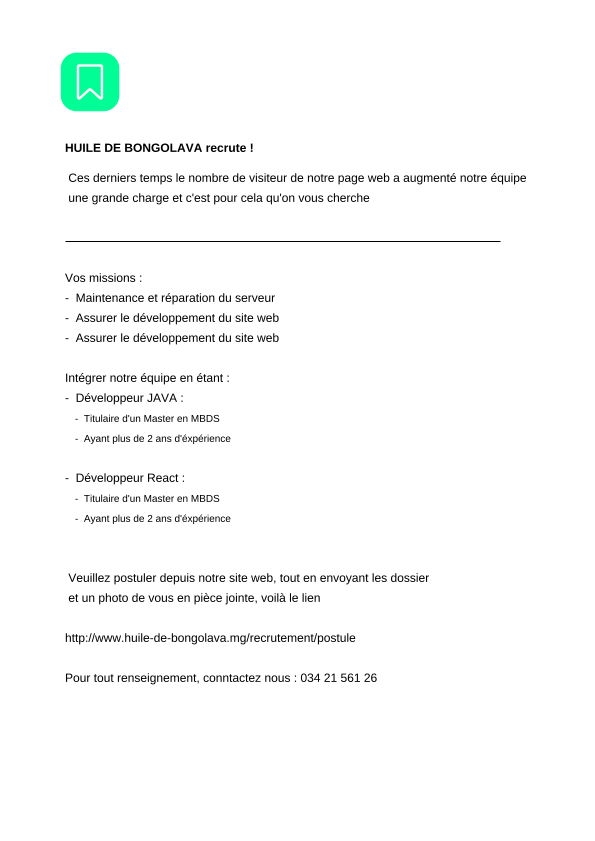 HUILE DE BONGOLAVA recrute !
Ces derniers temps le nombre de visiteur de notre page web a augmenté notre équipe
une grande charge et c'est pour cela qu'on vous cherche
Vos missions :
- Maintenance et réparation du serveur
- Assurer le développement du site web
- Assurer le développement du site web
Intégrer notre équipe en étant :
- Développeur JAVA :
- Titulaire d'un Master en MBDS
- Ayant plus de 2 ans d'éxpérience
- Développeur React :
- Titulaire d'un Master en MBDS
- Ayant plus de 2 ans d'éxpérience
Veuillez postuler depuis notre site web, tout en envoyant les dossier
et un photo de vous en pièce jointe, voilà le lien
http://www.huile-de-bongolava.mg/recrutement/postule
Pour tout renseignement, conntactez nous : 034 21 561 26